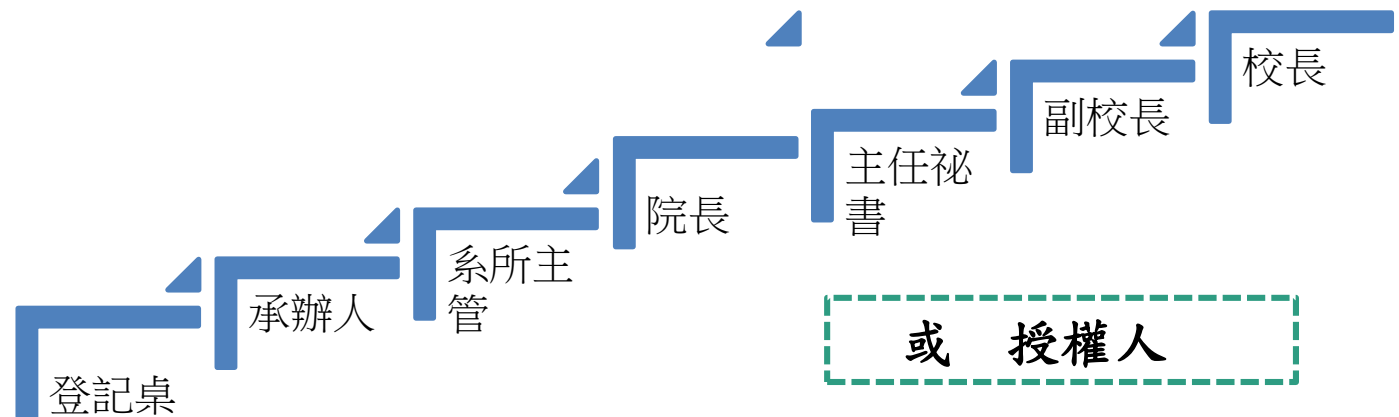 登記桌
承辦人
系所主
管
院長
主任祕
書
副校長
校長
或 授權人